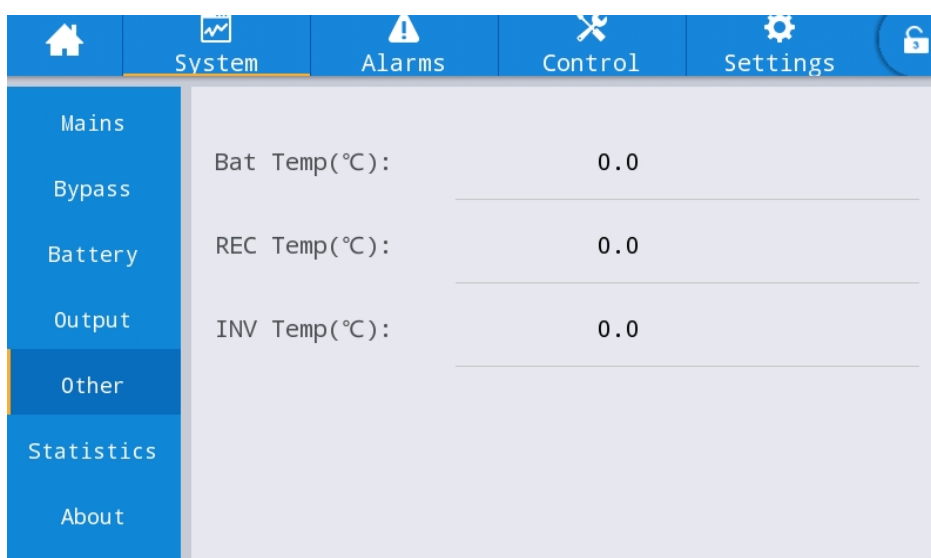 System Alarms Control Settings 3
Mains
Bat Temp(℃): 0.0
Bypass
REC Temp(℃): 0.0
Battery
Output
INV Temp(℃): 0.0
Other
Statistics
About